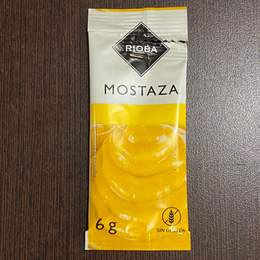 RIOBA
MOSTAZA
6 g
SIN GLUTEN